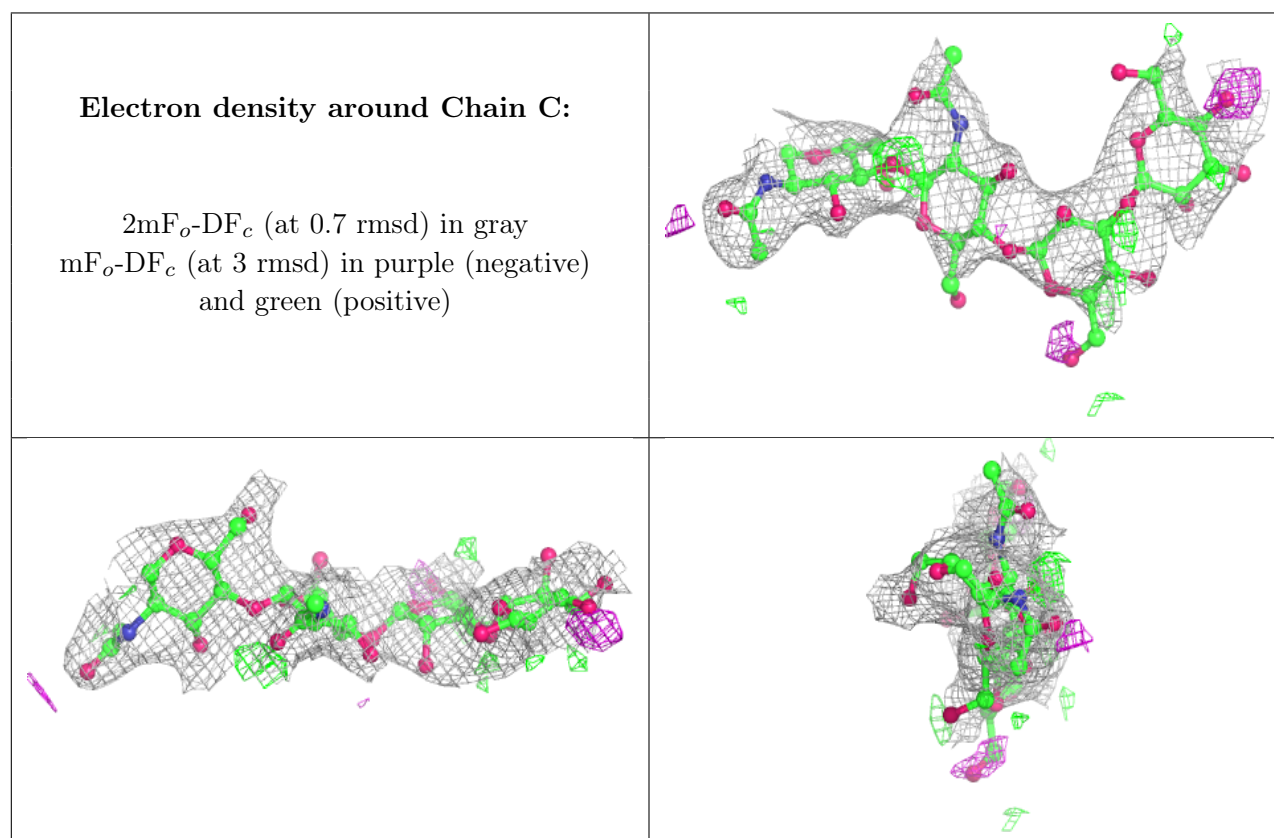 Electron density around Chain C:
2mFo-DFc (at 0.7 rmsd) in gray
mFo-DFc (at 3 rmsd) in purple (negative)
and green (positive)